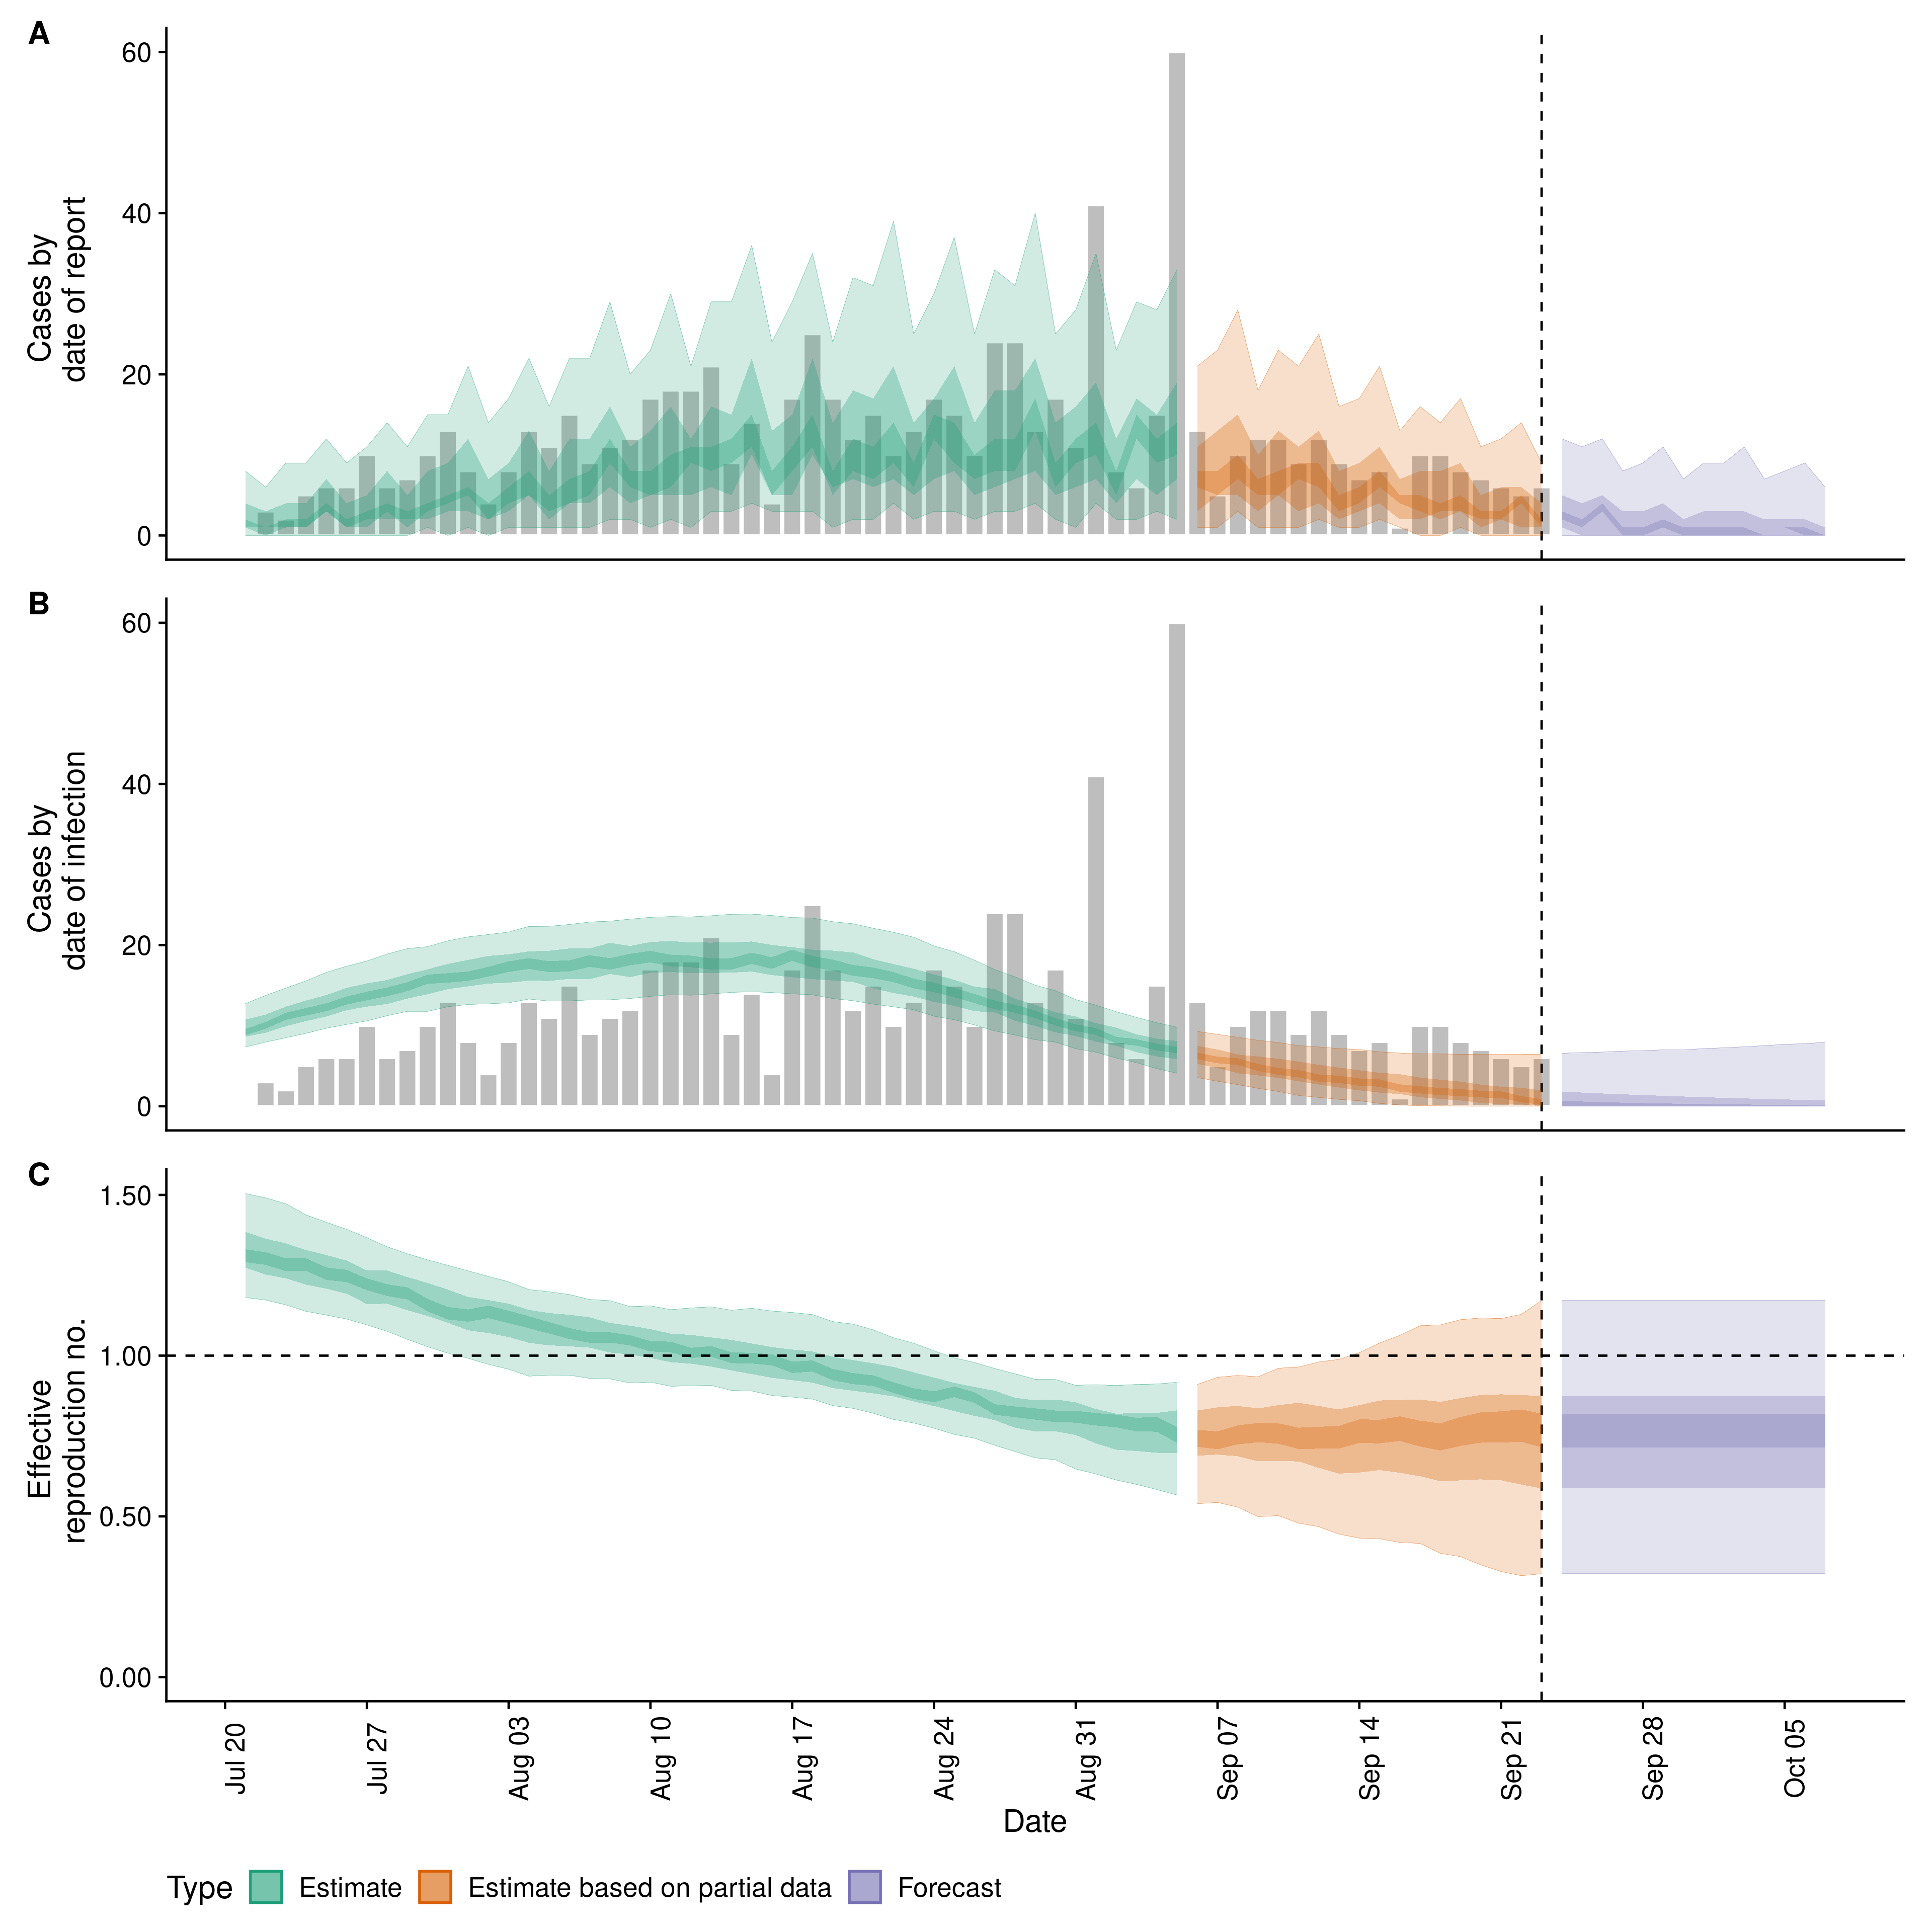 A
60
40
20
0
Cases by
date of report
B
60
40
20
0
Cases by
date of infection
C
1.50
1.00
0.50
0.00
Effective
reproduction no.
Jul 20
Jul 27
Aug 03
Aug 10
Aug 17
Aug 24
Aug 31
Sep 07
Sep 14
Sep 21
Sep 28
Oct 05
Date
Type Estimate Estimate based on partial data Forecast